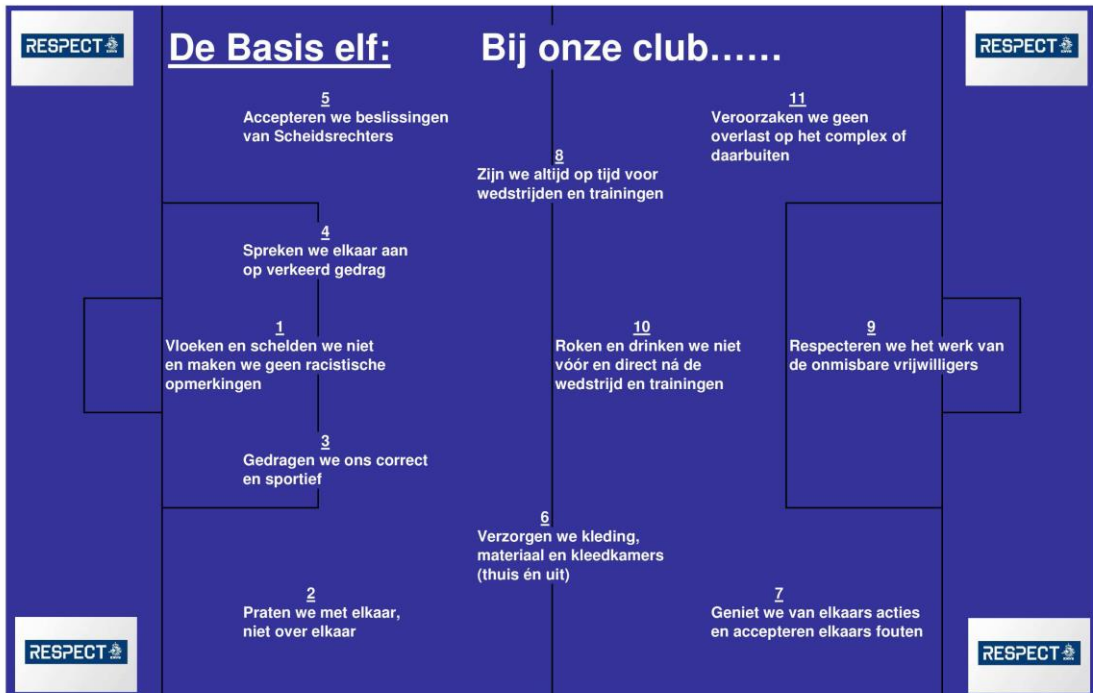 RESPECT
RESPECT
De Basis elf:
Bij onze club......
5
Accepteren we beslissingen
van Scheidsrechters
11
Veroorzaken we geen
overlast op het complex of
daarbuiten
8
Zijn we altijd op tijd voor
wedstrijden en trainingen
4
Spreken we elkaar aan
op verkeerd gedrag
1
Vloeken en schelden we niet
en maken we geen racistische
opmerkingen
10
Roken en drinken we niet
vóór en direct ná de
wedstrijd en trainingen
9
Respecteren we het werk van
de onmisbare vrijwilligers
3
Gedragen we ons correct
en sportief
6
Verzorgen we kleding,
materiaal en kleedkamers
(thuis én uit)
2
Praten we met elkaar,
niet over elkaar
7
Geniet we van elkaars acties
en accepteren elkaars fouten
RESPECT
RESPECT